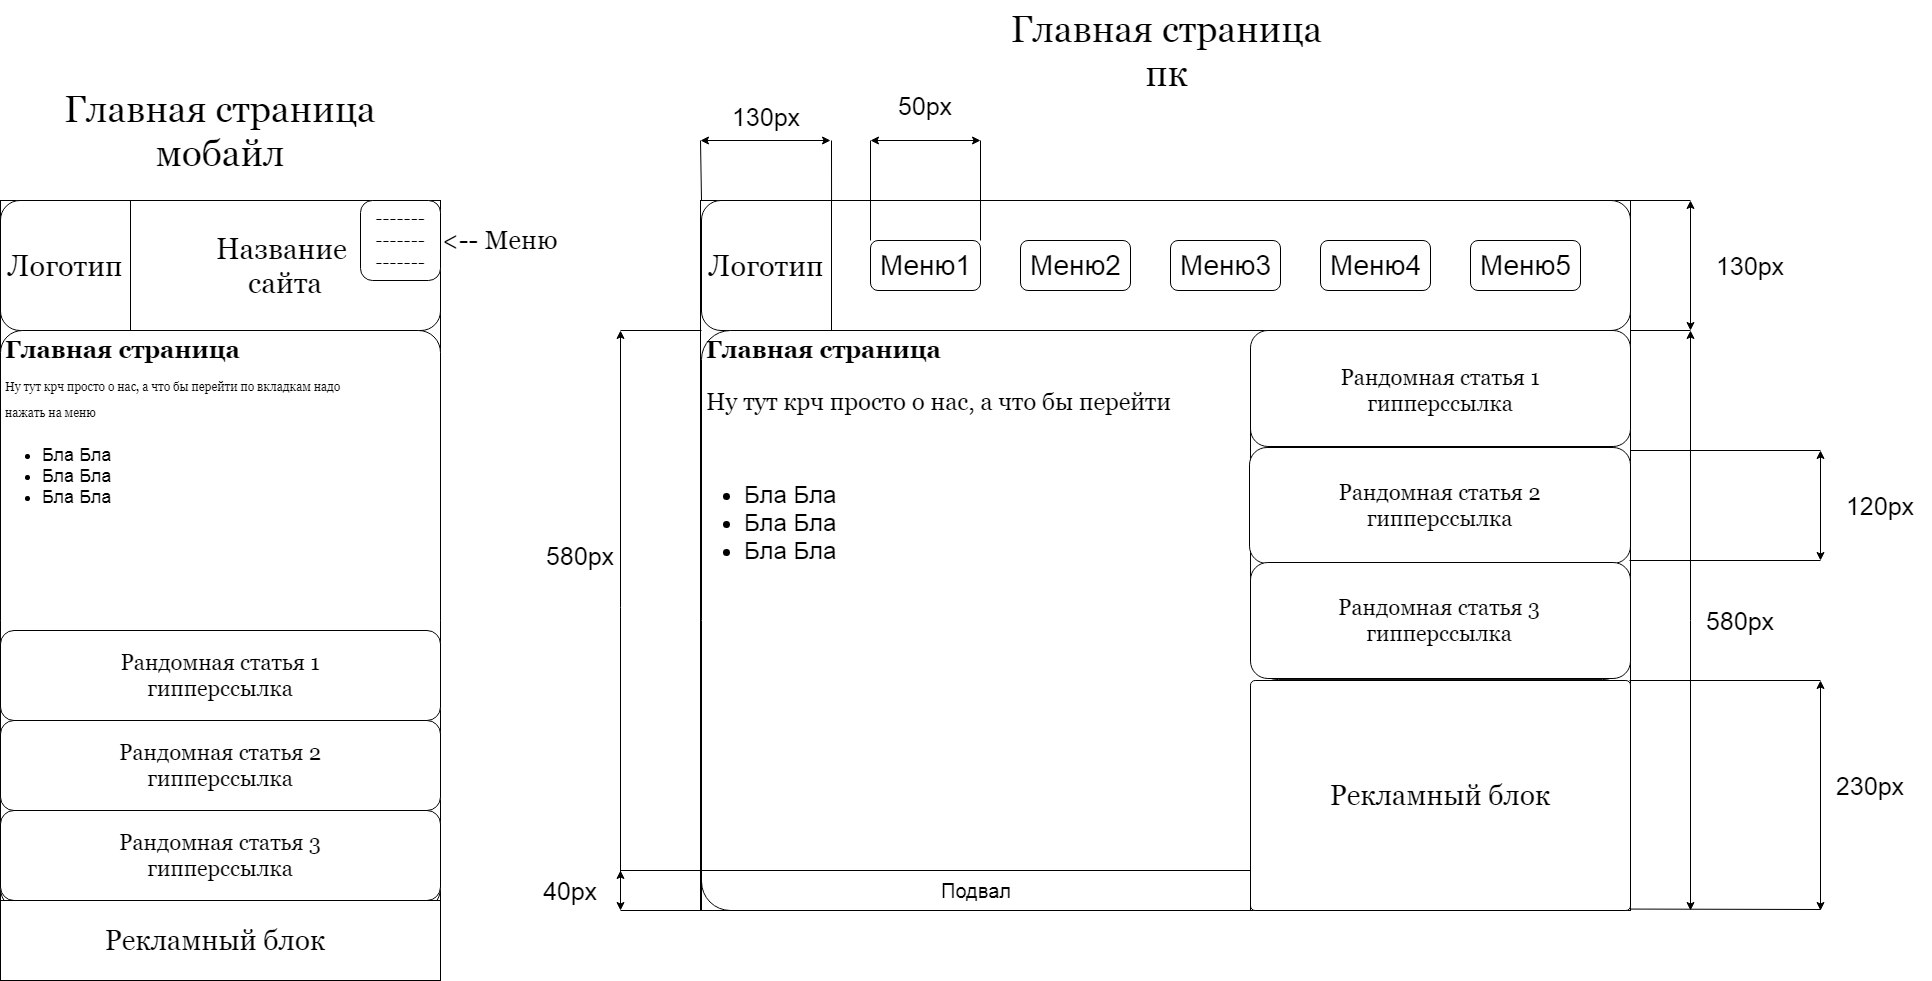 Главная страница
мобайл
Логотип
Название
сайта
-------
-------
-------
<-- Меню
Главная страница
Ну тут крч просто о нас, а что бы перейти по вкладкам надо
нажать на меню
• Бла Бла
• Бла Бла
• Бла Бла
Рандомная статья 1
гипперссылка
Рандомная статья 2
гипперссылка
Рандомная статья 3
гипперссылка
Рекламный блок
Главная страница
пк
130px
50px
Логотип
Меню1
Меню2
Меню3
Меню4
Меню5
130px
Главная страница
Ну тут крч просто о нас, а что бы перейти
• Бла Бла
• Бла Бла
• Бла Бла
580px
40px
Подвал
Рандомная статья 1
гипперссылка
Рандомная статья 2
гипперссылка
Рандомная статья 3
гипперссылка
Рекламный блок
120px
580px
230px